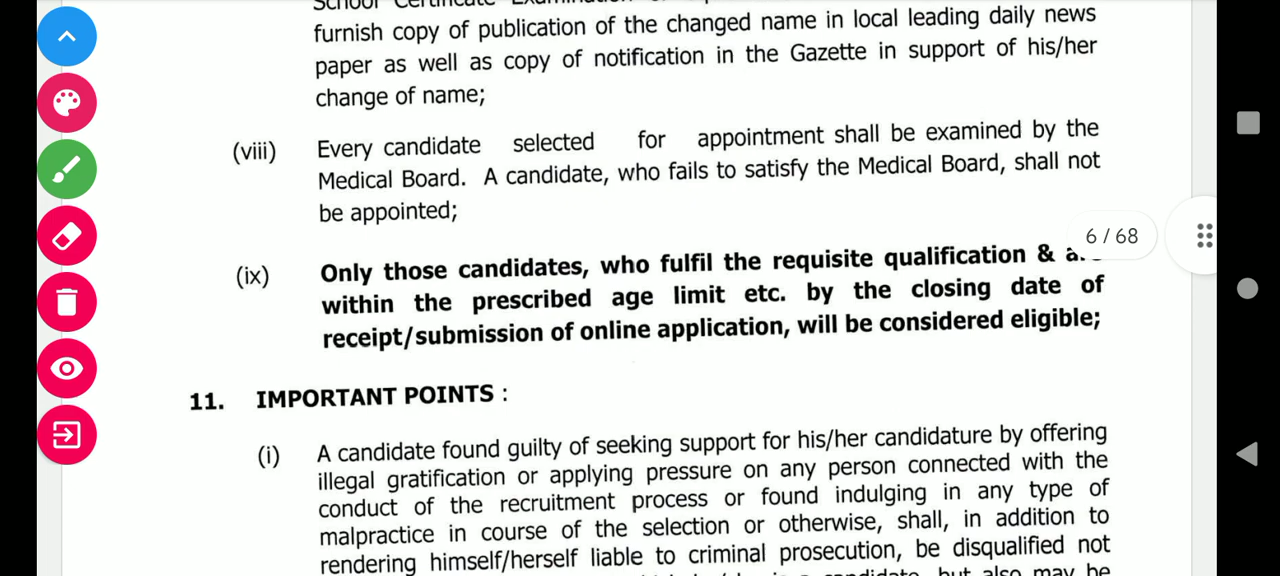 furnish copy of publication of the changed name in local leading daily news
paper as well as copy of notification in the Gazette in support of his/her
change of name;
(viii) Every candidate selected for appointment shall be examined by the
Medical Board. A candidate, who fails to satisfy the Medical Board, shall not
be appointed;
6 / 68
(ix) Only those candidates, who fulfil the requisite qualification &
within the prescribed age limit etc. by the closing date of
receipt/submission of online application, will be considered eligible;
11. IMPORTANT POINTS :
(i) A candidate found guilty of seeking support for his/her candidature by offering
illegal gratification or applying pressure on any person connected with the
conduct of the recruitment process or found indulging in any type of
malpractice in course of the selection or otherwise, shall, in addition to
rendering himself/herself liable to criminal prosecution, be disqualified not
candidate, but also may be